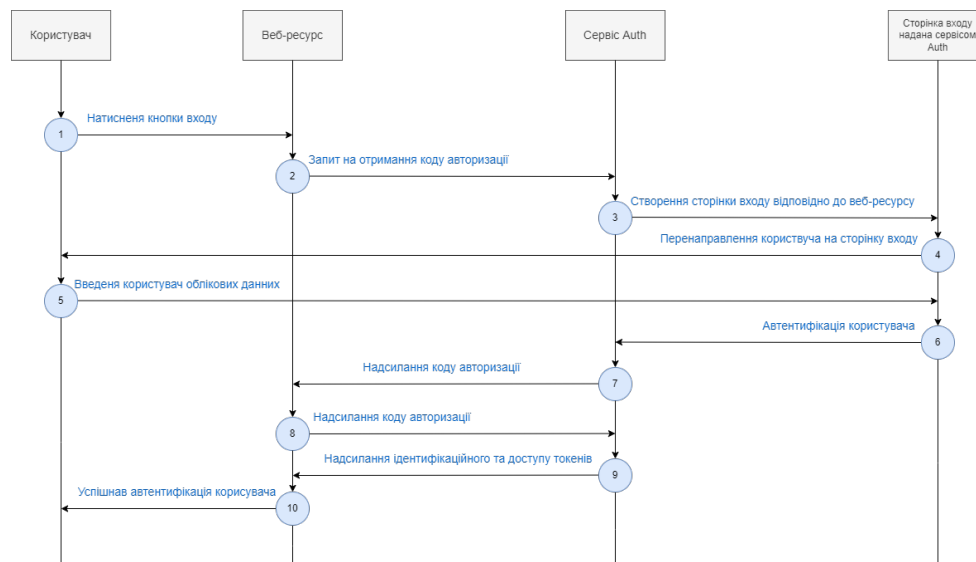 Користувач
Веб-ресурс
Сервіс Auth
Сторінка входу
надана сервісом
Auth
Натисненя кнопки входу
1
Запит на отримання коду авторизації
2
Створення сторінки входу відповідно до веб-ресурсу
3
Перенаправлення користвуча на сторінку входу
4
Введеня користувач облікових данних
5
Автентифікація користувача
6
Надсилання коду авторизації
7
Надсилання коду авторизації
8
Надсилання ідентифікаційного та доступу токенів
9
Успішнав автентифікація корисувача
10